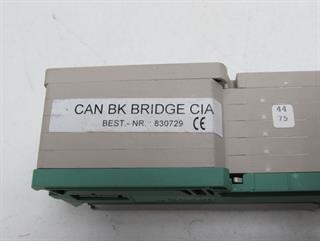 CAN BK BRIDGE CIA
BEST.- NR. : 830729 CE
44
75